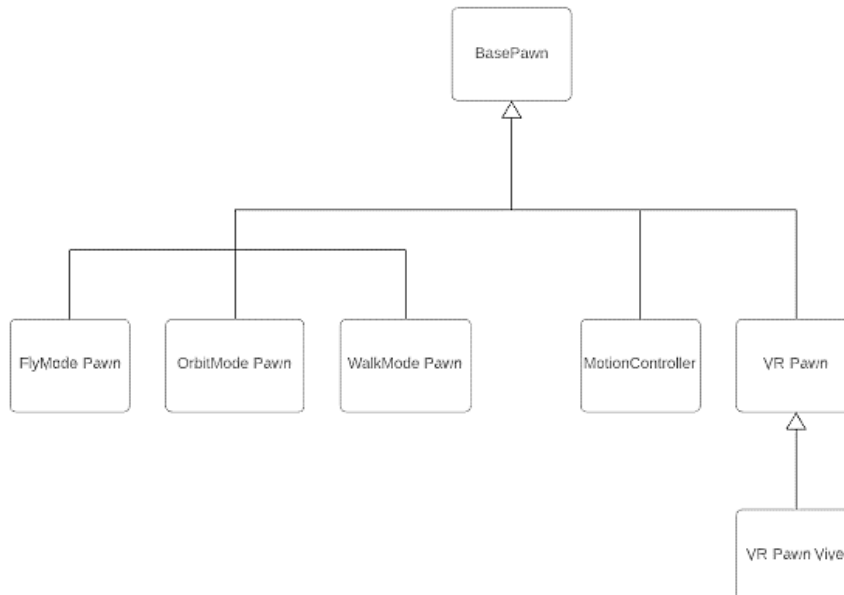 BasePawn
FlyMode Pawn
OrbitMode Pawn
WalkMode Pawn
MotionController
VR Pawn
VR Pawn Vive